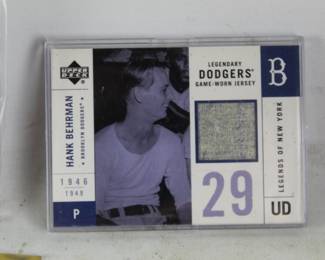 UPPER DECK
HANK BEHRMAN
• BROOKLYN DODGERS •
1946
1948
P
LEGENDARY
DODGERS
GAME-WORN JERSEY
29
B
LEGENDS OF NEW YORK
UD